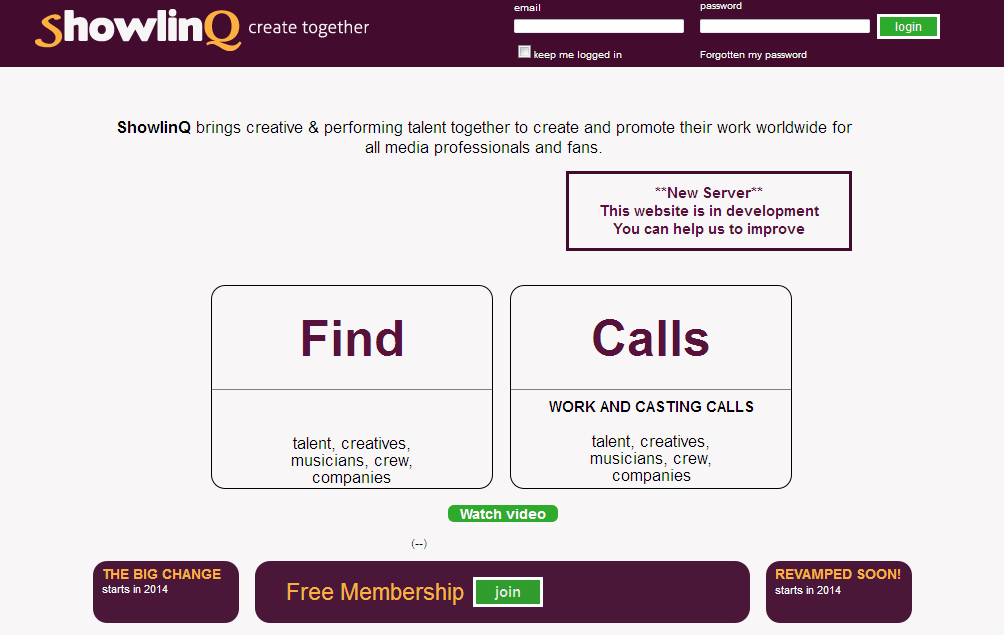 ShowlinQ create together
email
password
login
keep me logged in
Forgotten my password
ShowlinQ brings creative & performing talent together to create and promote their work worldwide for
all media professionals and fans.
**New Server**
This website is in development
You can help us to improve
Find
talent, creatives,
musicians, crew,
companies
Calls
WORK AND CASTING CALLS
talent, creatives,
musicians, crew,
companies
Watch video
(--)
THE BIG CHANGE
starts in 2014
Free Membership join
REVAMPED SOON!
starts in 2014